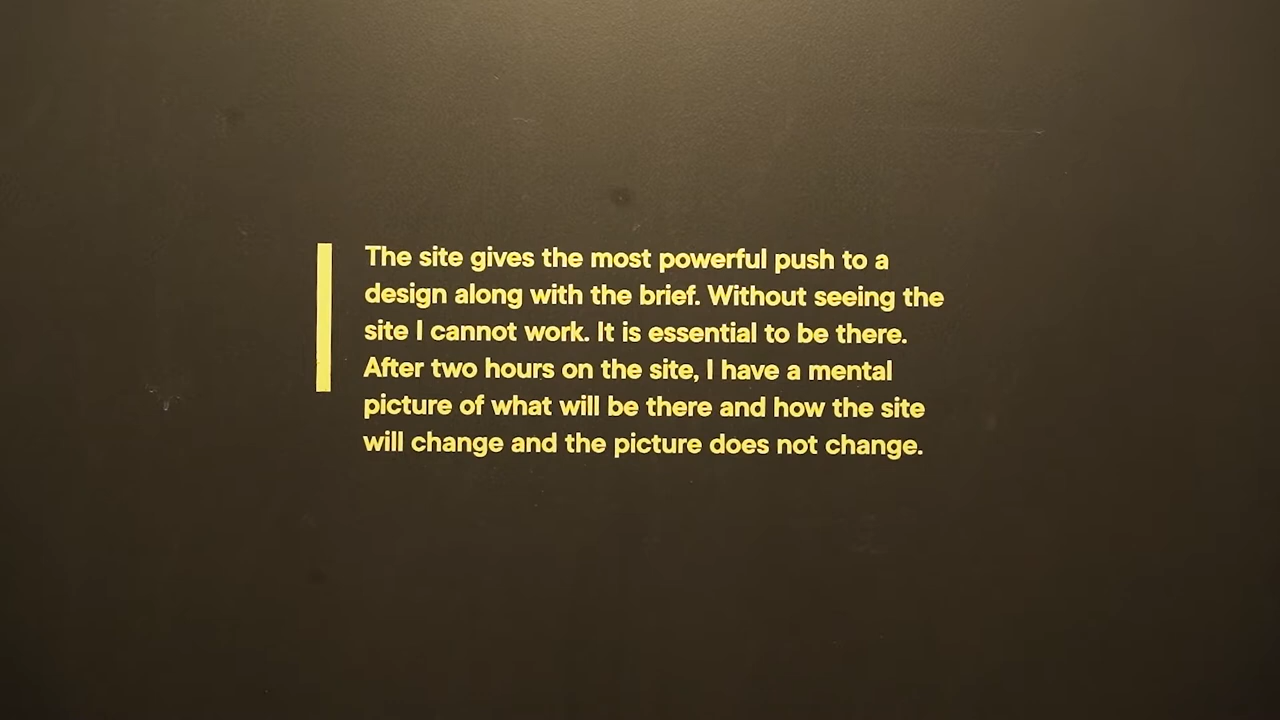 The site gives the most powerful push to a
design along with the brief. Without seeing the
site I cannot work. It is essential to be there.
After two hours on the site, I have a mental
picture of what will be there and how the site
will change and the picture does not change.